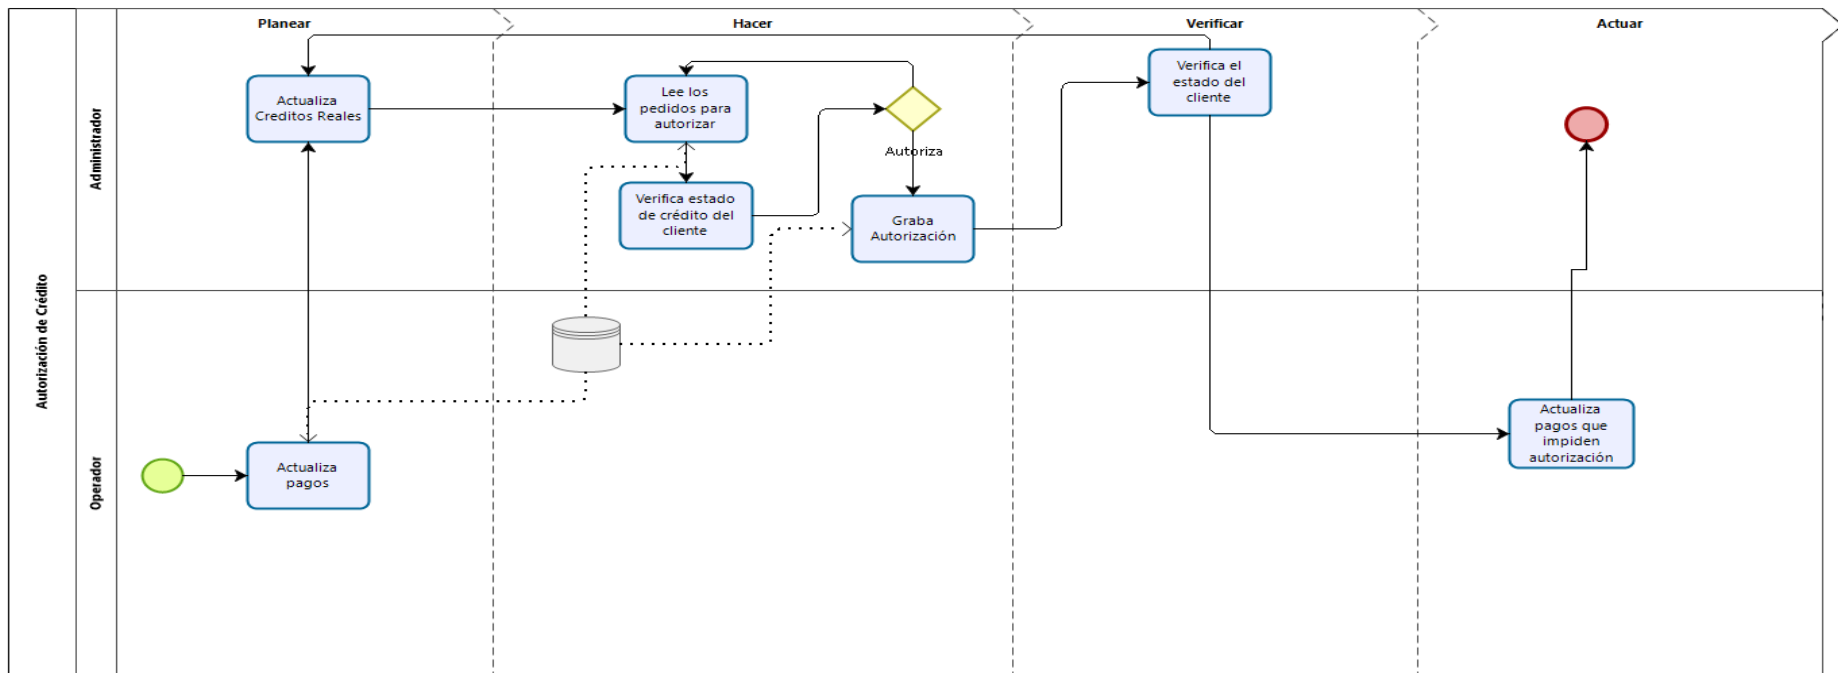 Planear
Hacer
Verificar
Actuar
Autorización de Crédito
Administrador
Operador
Actualiza
Creditos Reales
Lee los
pedidos para
autorizar
Verifica estado
de crédito del
cliente
Autoriza
Graba
Autorización
Verifica el
estado del
cliente
Actualiza
pagos
Actualiza
pagos que
impiden
autorización